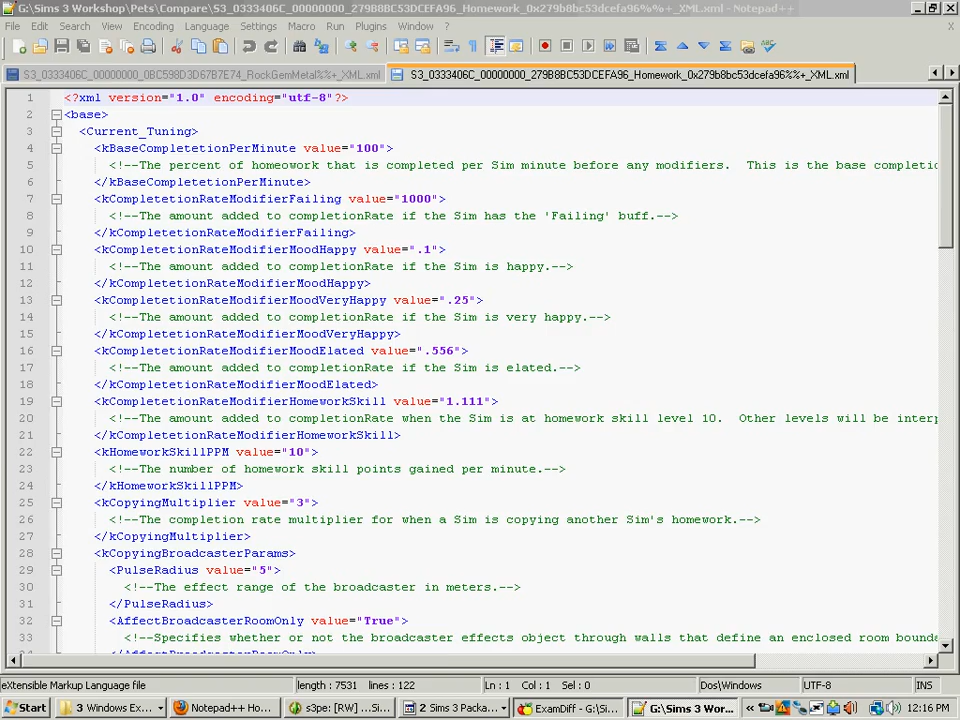 G:\Sims 3 Workshop\Pets\Compare\S3_0333406C_00000000_279B8BC53DCEFA96_Homework_0x279b8bc53dcefa96%%+_XML.xml - Notepad++
File Edit Search View Encoding Language Settings Macro Run Plugins Window ? X
S3_0333406C_00000000_0BC598D3D67B7E74_RockGemMetal%%+_XML.xml S3_0333406C_00000000_279B8BC53DCEFA96_Homework_0x279b8bc53dcefa96%%+_XML.xml
1 <?xml version="1.0" encoding="utf-8"?>
2 <base>
3 <Current_Tuning>
4 <kBaseCompletetionPerMinute value="100">
5 <!--The percent of homeowork that is completed per Sim minute before any modifiers.  This is the base completio
6 </kBaseCompletetionPerMinute>
7 <kCompletetionRateModifierFailing value="1000">
8 <!--The amount added to completionRate if the Sim has the 'Failing' buff.-->
9 </kCompletetionRateModifierFailing>
10 <kCompletetionRateModifierMoodHappy value=".1">
11 <!--The amount added to completionRate if the Sim is happy.-->
12 </kCompletetionRateModifierMoodHappy>
13 <kCompletetionRateModifierMoodVeryHappy value=".25">
14 <!--The amount added to completionRate if the Sim is very happy.-->
15 </kCompletetionRateModifierMoodVeryHappy>
16 <kCompletetionRateModifierMoodElated value=".556">
17 <!--The amount added to completionRate if the Sim is elated.-->
18 </kCompletetionRateModifierMoodElated>
19 <kCompletetionRateModifierHomeworkSkill value="1.111">
20 <!--The amount added to completionRate when the Sim is at homework skill level 10.  Other levels will be interp
21 </kCompletetionRateModifierHomeworkSkill>
22 <kHomeworkSkillPPM value="10">
23 <!--The number of homework skill points gained per minute.-->
24 </kHomeworkSkillPPM>
25 <kCopyingMultiplier value="3">
26 <!--The completion rate multiplier for when a Sim is copying another Sim's homework.-->
27 </kCopyingMultiplier>
28 <kCopyingBroadcasterParams>
29 <PulseRadius value="5">
30 <!--The effect range of the broadcaster in meters.-->
31 </PulseRadius>
32 <AffectBroadcasterRoomOnly value="True">
33 <!--Specifies whether or not the broadcaster effects object through walls that define an enclosed room bounda
</AffectBroadcasterRoomOnly>
eXtensible Markup Language file length : 7531 lines : 122 Ln : 1 Col : 1 Sel : 0 Dos\Windows UTF-8 INS
Start 3 Windows Ex... Notepad++ Ho... s3pe: [RW] ...Si... 2 Sims 3 Packa... ExamDiff - G:\Si... G:\Sims 3 Wor... « 12:16 PM